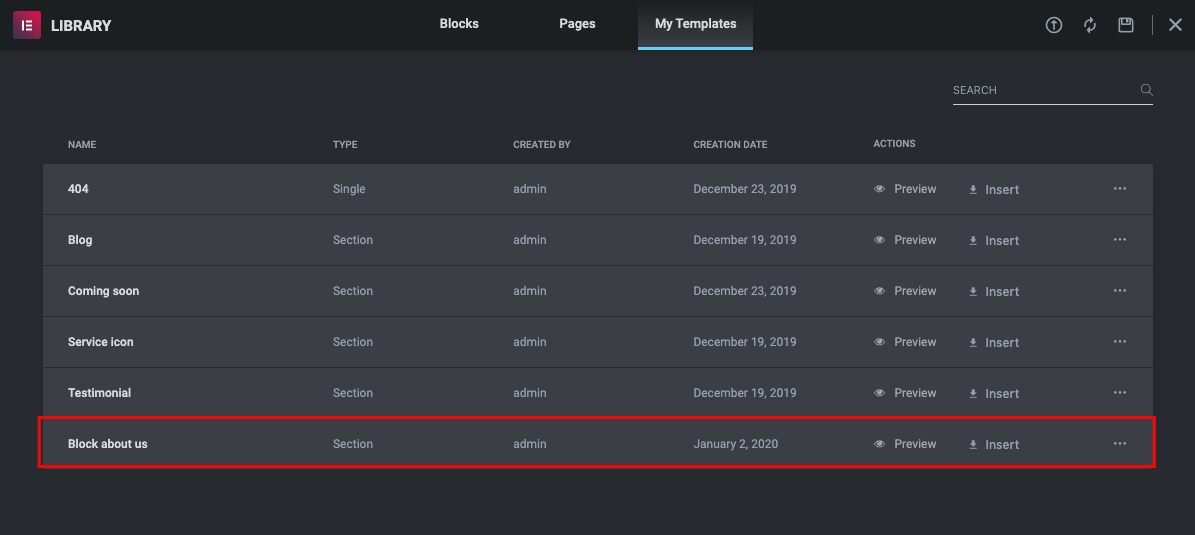 LIBRARY Blocks Pages My Templates
SEARCH
NAME TYPE CREATED BY CREATION DATE ACTIONS
404 Single admin December 23, 2019 Preview Insert ...
Blog Section admin December 19, 2019 Preview Insert ...
Coming soon Section admin December 23, 2019 Preview Insert ...
Service icon Section admin December 19, 2019 Preview Insert ...
Testimonial Section admin December 19, 2019 Preview Insert ...
Block about us Section admin January 2, 2020 Preview Insert ...